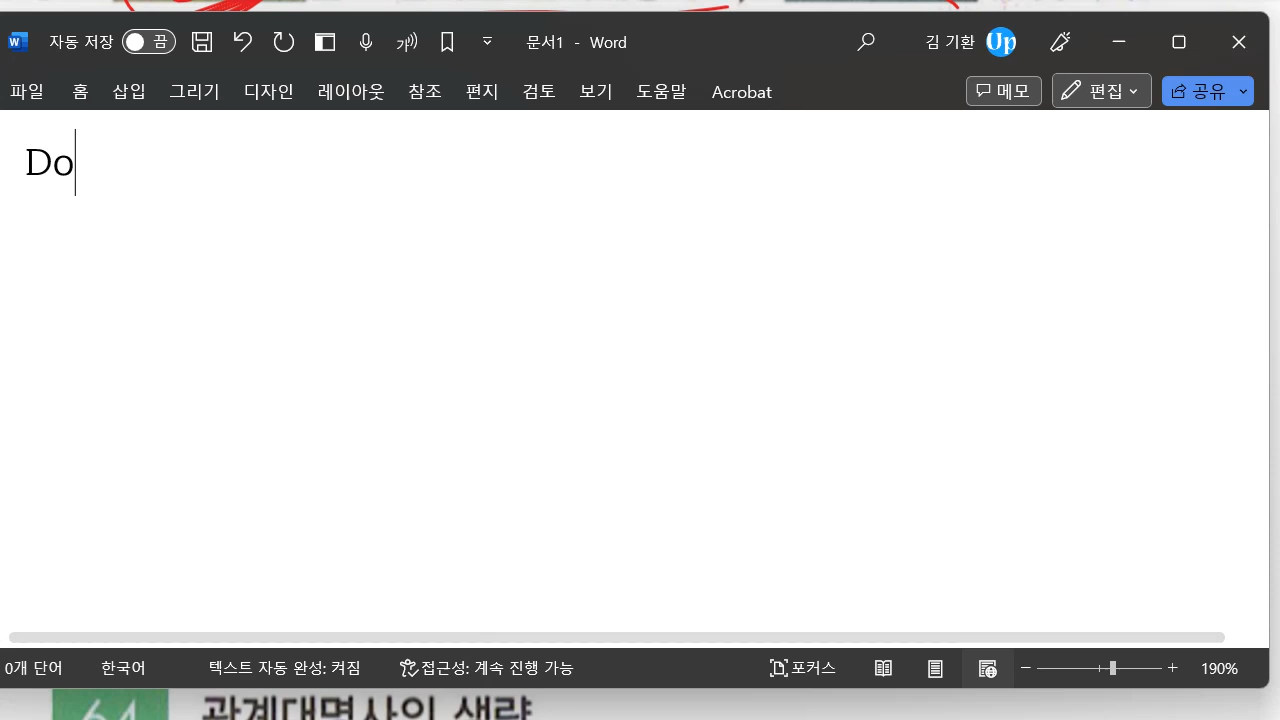 자동 저장 끔 가 문서1 - Word 김 기환 Up
파일 홈 삽입 그리기 디자인 레이아웃 참조 편지 검토 보기 도움말 Acrobat 메모 편집 공유
Do
0개 단어 한국어 텍스트 자동 완성: 켜짐 접근성: 계속 진행 가능 포커스 190%
64 관계대명사의 생략